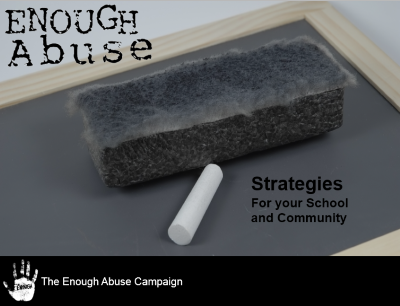 ENOUGH
Abuse
Strategies
For your School
and Community
ENOUGH
The Enough Abuse Campaign